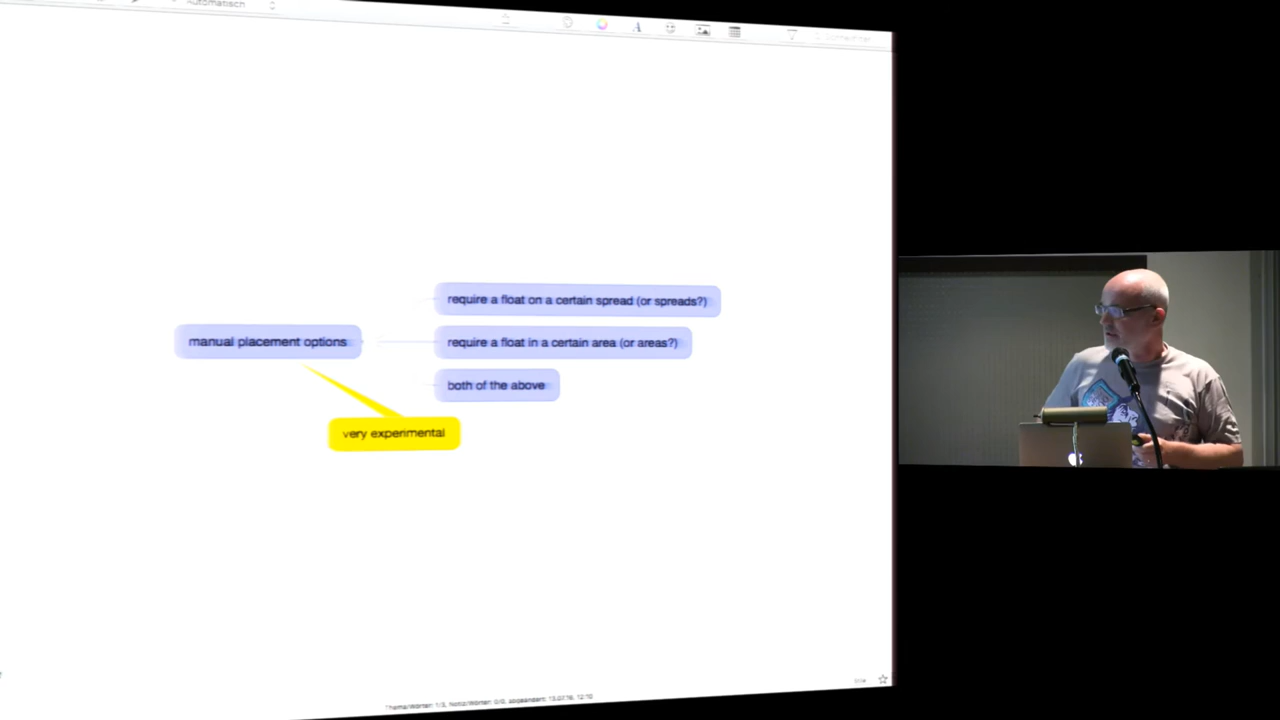 Automatisch
require a float on a certain spread (or spreads?)
manual placement options
require a float in a certain area (or areas?)
both of the above
very experimental